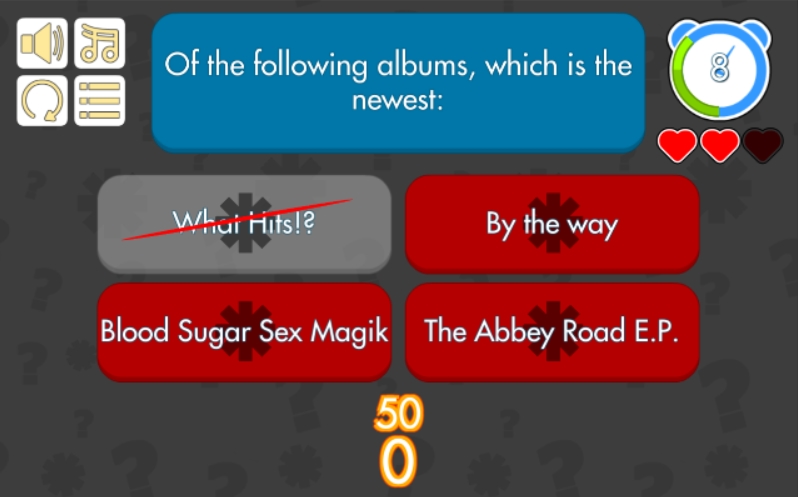 Of the following albums, which is the
newest:
8
What Hits!?
By the way
Blood Sugar Sex Magik
The Abbey Road E.P.
50
0